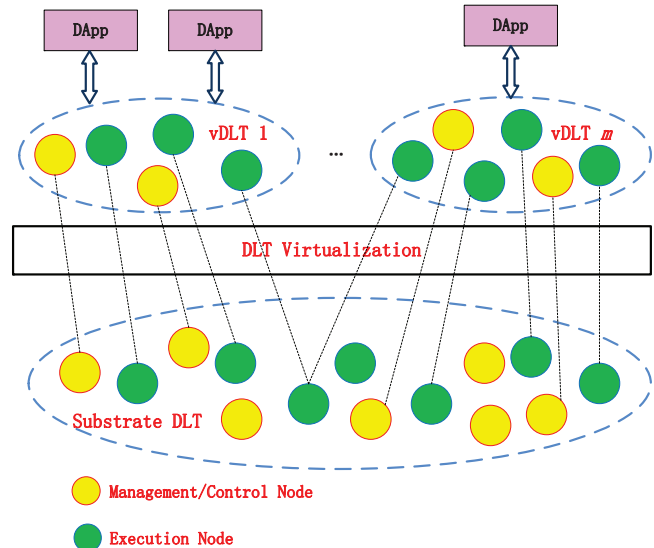 DApp
DApp
DApp
vDLT 1
...
vDLT m
DLT Virtualization
Substrate DLT
Management/Control Node
Execution Node